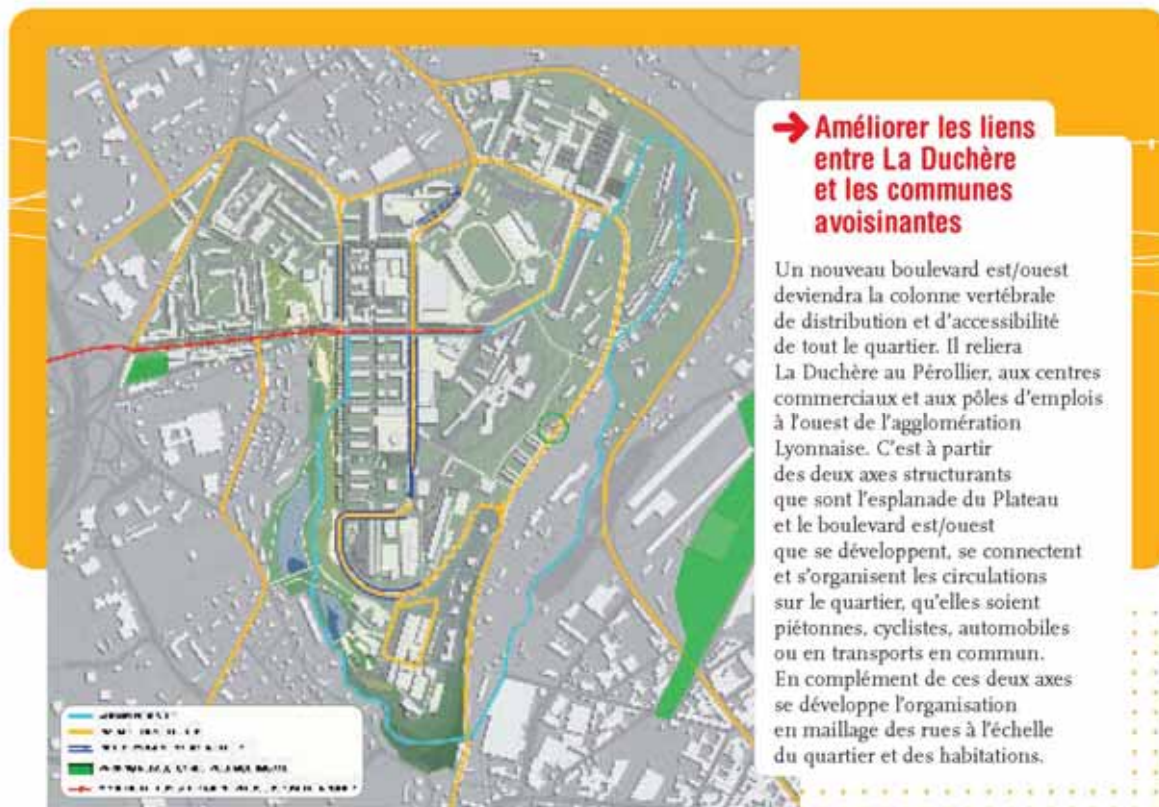 Améliorer les liens
entre La Duchère
et les communes
avoisinantes
Un nouveau boulevard est/ouest
deviendra la colonne vertébrale
de distribution et d'accessibilité
de tout le quartier. Il reliera
La Duchère au Pérollier, aux centres
commerciaux et aux pôles d'emplois
à l'ouest de l'agglomération
Lyonnaise. C'est à partir
des deux axes structurants
que sont l'esplanade du Plateau
et le boulevard est/ouest
que se développent, se connectent
et s'organisent les circulations
sur le quartier, qu'elles soient
piétonnes, cyclistes, automobiles
ou en transports en commun.
En complément de ces deux axes
se développe l'organisation
en maillage des rues à l'échelle
du quartier et des habitations.